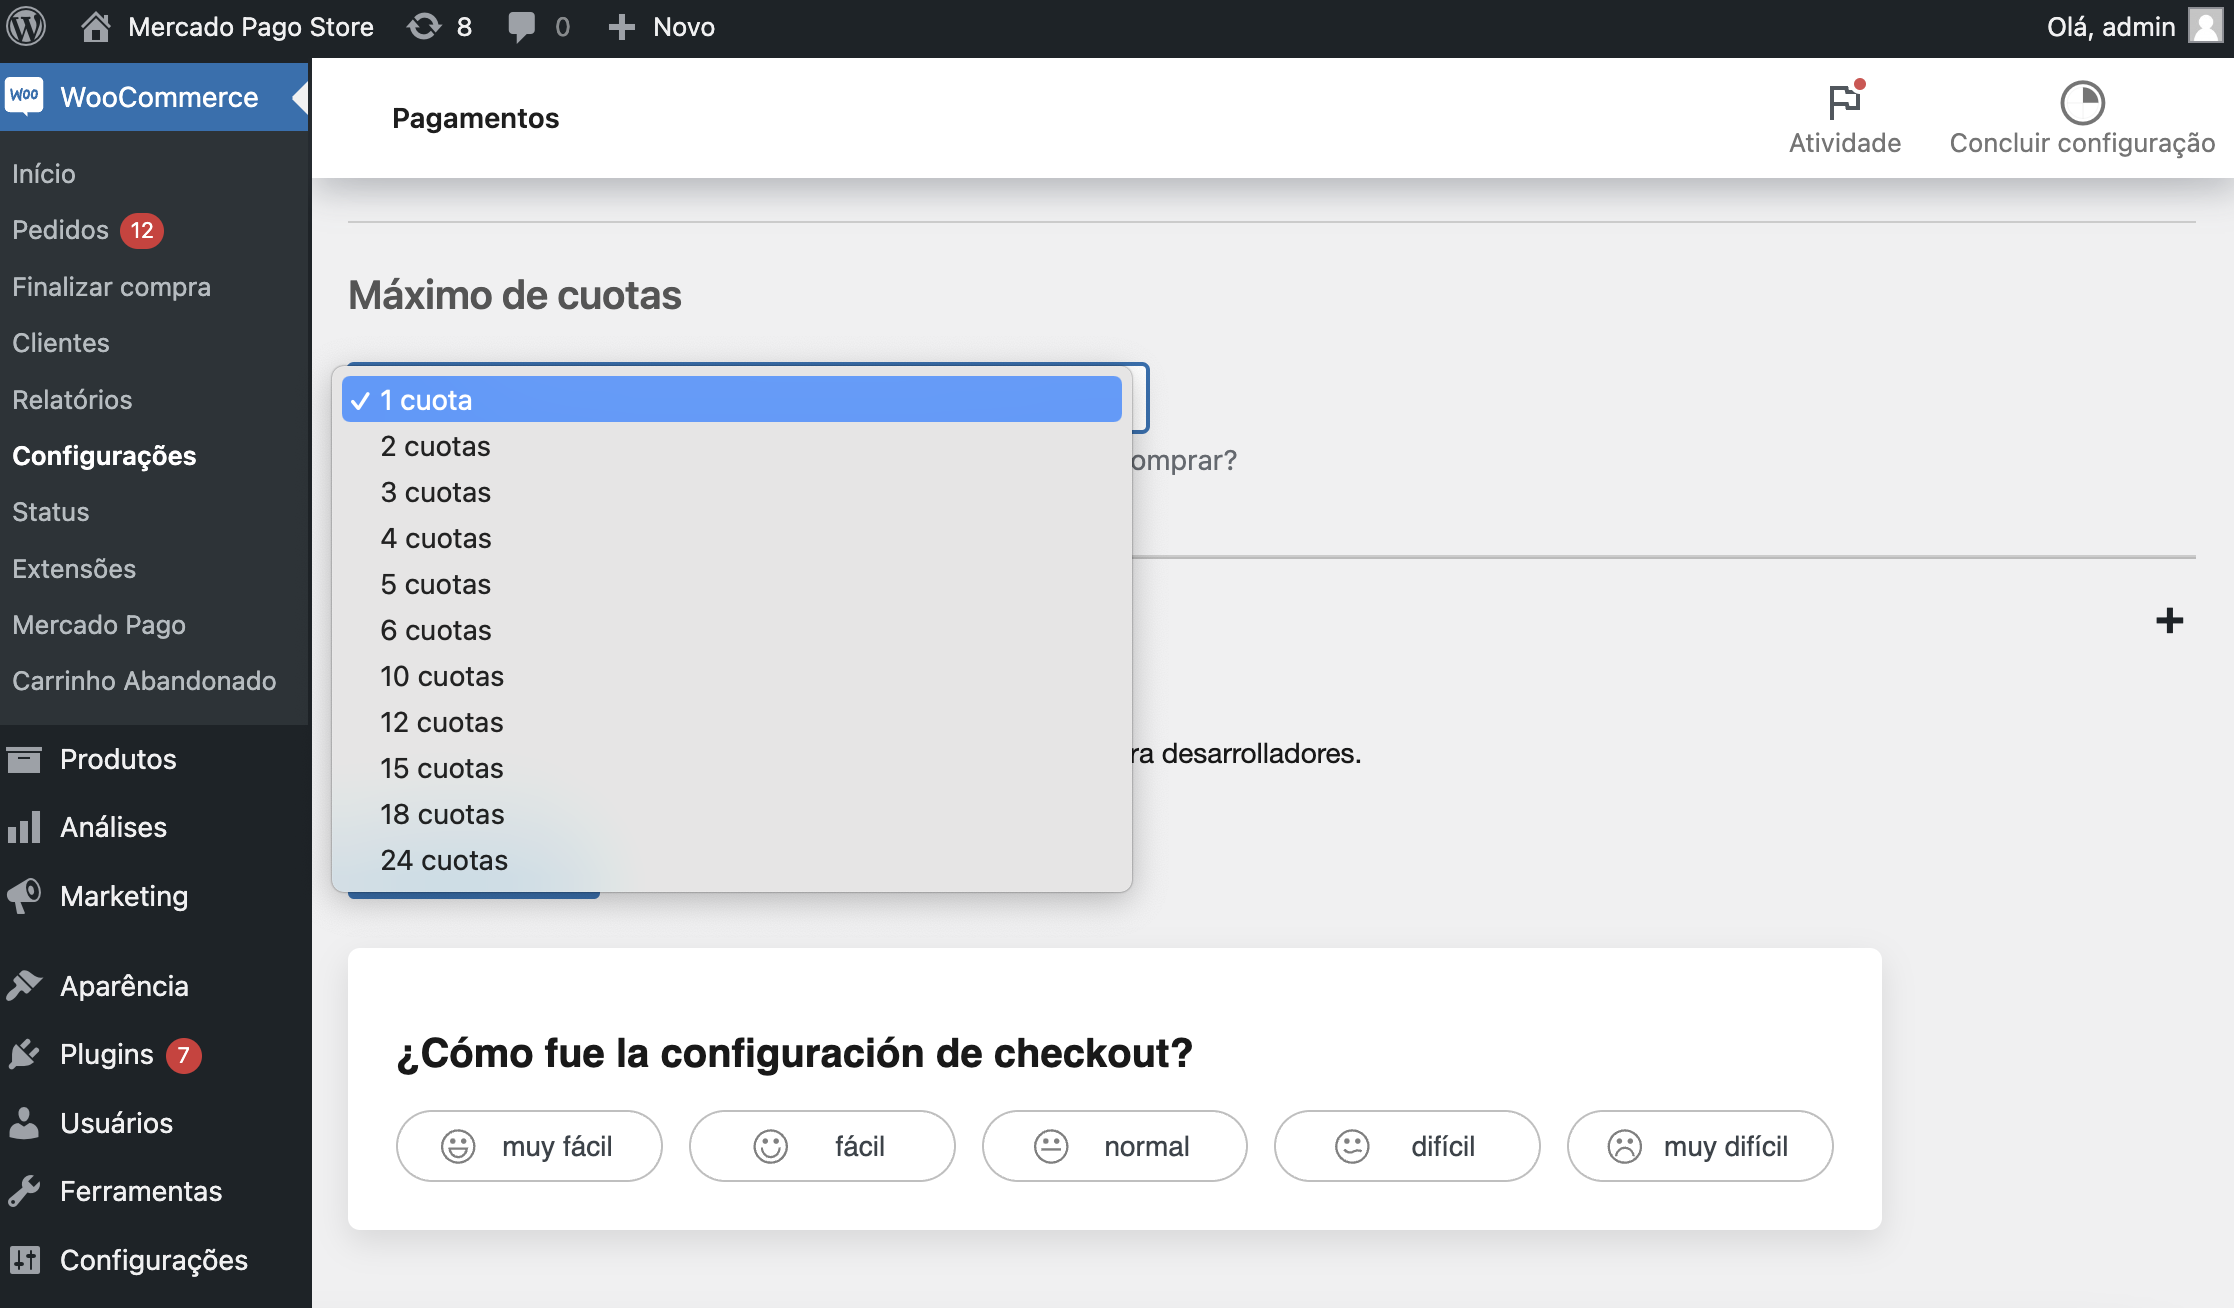 Mercado Pago Store 8 0 Novo
Olá, admin
Woo WooCommerce
Início
Pedidos 12
Finalizar compra
Clientes
Relatórios
Configurações
Status
Extensões
Mercado Pago
Carrinho Abandonado
Produtos
Análises
Marketing
Aparência
Plugins 7
Usuários
Ferramentas
Configurações
Pagamentos
Atividade
Concluir configuração
Máximo de cuotas
✓ 1 cuota
2 cuotas
3 cuotas
4 cuotas
5 cuotas
6 cuotas
10 cuotas
12 cuotas
15 cuotas
18 cuotas
24 cuotas
omprar?
ra desarrolladores.
¿Cómo fue la configuración de checkout?
muy fácil
fácil
normal
difícil
muy difícil